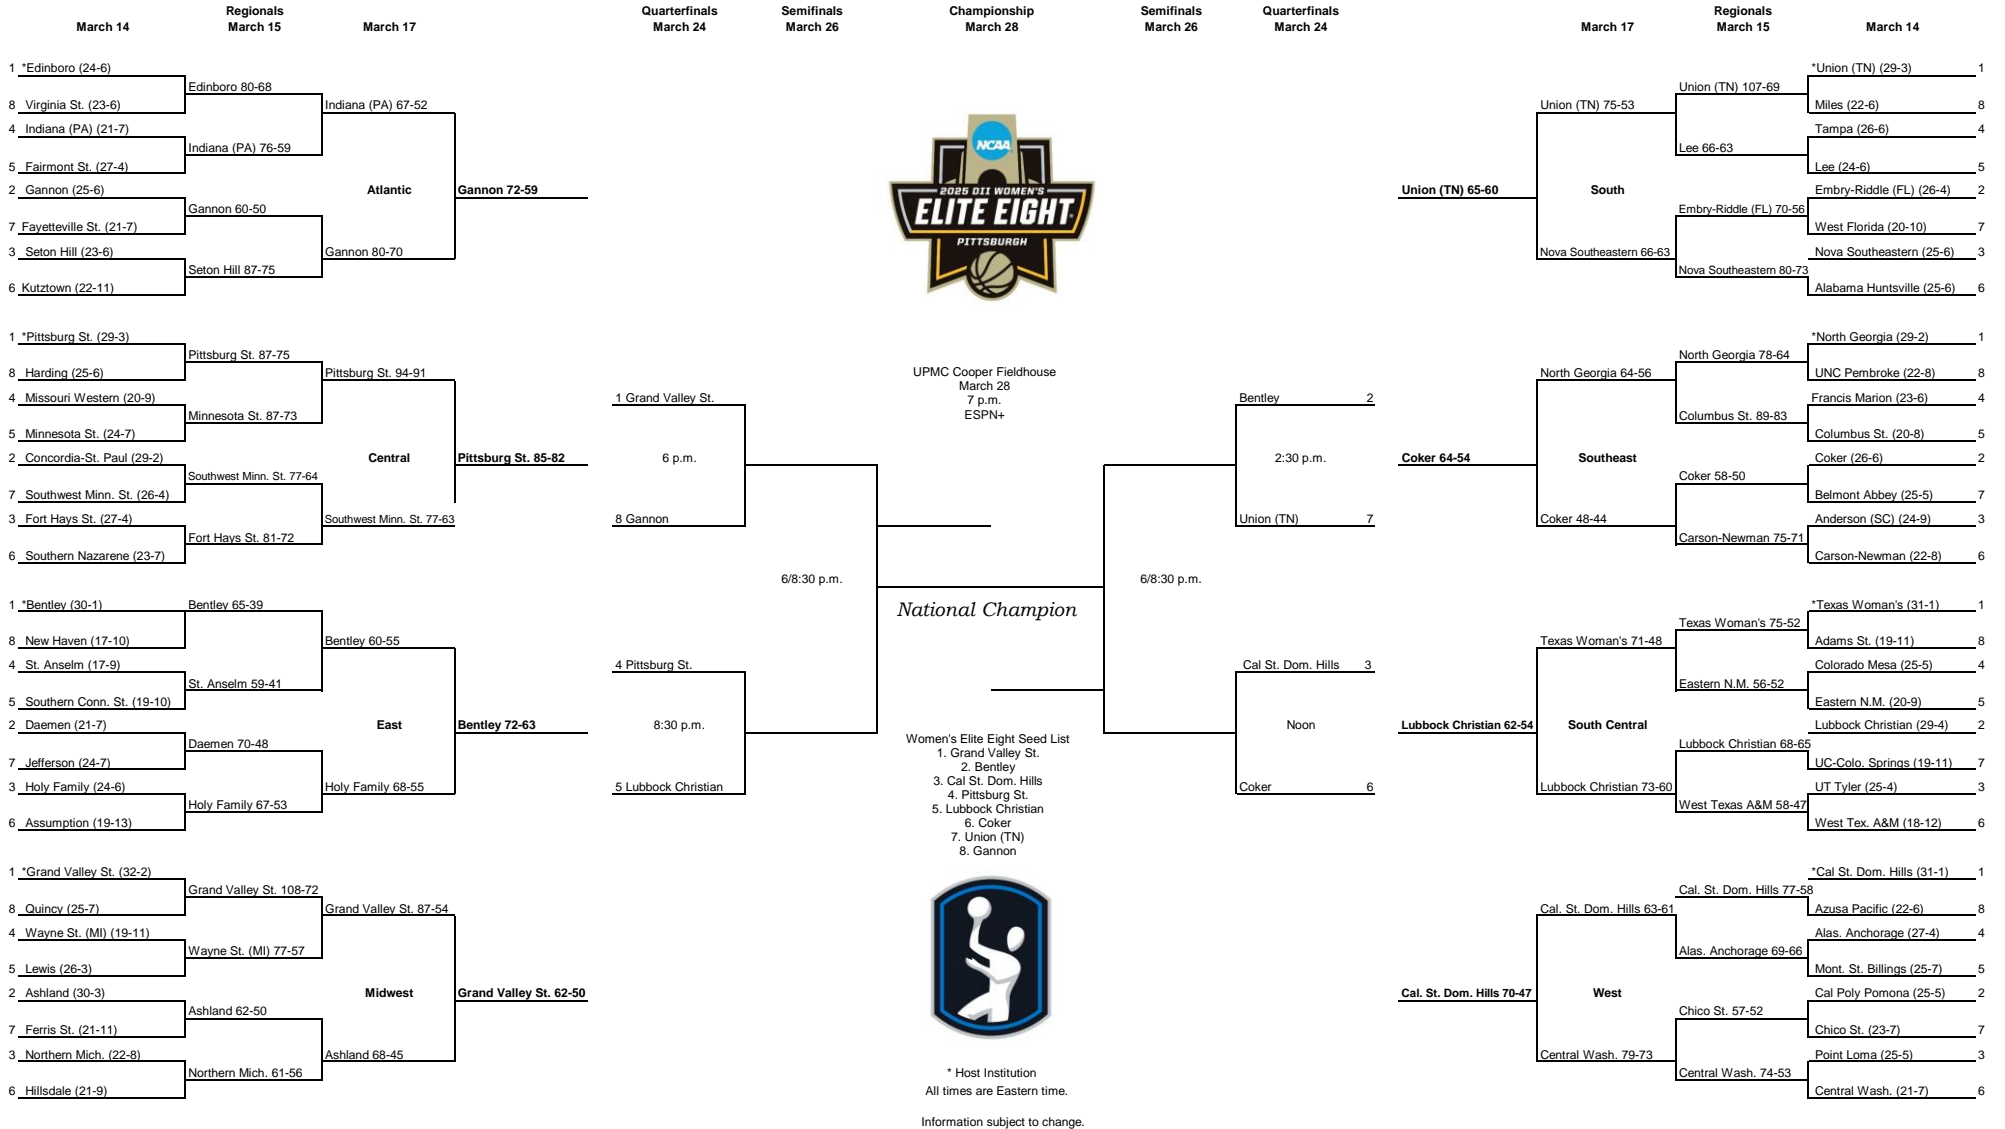 Regionals Quarterfinals Semifinals Championship Semifinals Quarterfinals Regionals
March 14 March 15 March 17 March 24 March 26 March 28 March 26 March 24 March 17 March 15 March 14
1 *Edinboro (24-6)
Edinboro 80-68
8 Virginia St. (23-6)
Indiana (PA) 67-52
4 Indiana (PA) (21-7)
Indiana (PA) 76-59
5 Fairmont St. (27-4)
2 Gannon (25-6)
Atlantic
Gannon 72-59
Gannon 60-50
7 Fayetteville St. (21-7)
3 Seton Hill (23-6)
Gannon 80-70
Seton Hill 87-75
6 Kutztown (22-11)
1 *Pittsburg St. (29-3)
Pittsburg St. 87-75
8 Harding (25-6)
Pittsburg St. 94-91
4 Missouri Western (20-9)
Minnesota St. 87-73
5 Minnesota St. (24-7)
2 Concordia-St. Paul (29-2)
Central
Pittsburg St. 85-82
Southwest Minn. St. 77-64
7 Southwest Minn. St. (26-4)
3 Fort Hays St. (27-4)
Southwest Minn. St. 77-63
Fort Hays St. 81-72
6 Southern Nazarene (23-7)
1 *Bentley (30-1)
Bentley 65-39
8 New Haven (17-10)
Bentley 60-55
4 St. Anselm (17-9)
St. Anselm 59-41
5 Southern Conn. St. (19-10)
2 Daemen (21-7)
East
Bentley 72-63
Daemen 70-48
7 Jefferson (24-7)
3 Holy Family (24-6)
Holy Family 68-55
Holy Family 67-53
6 Assumption (19-13)
1 *Grand Valley St. (32-2)
Grand Valley St. 108-72
8 Quincy (25-7)
Grand Valley St. 87-54
4 Wayne St. (MI) (19-11)
Wayne St. (MI) 77-57
5 Lewis (26-3)
2 Ashland (30-3)
Midwest
Grand Valley St. 62-50
Ashland 62-50
7 Ferris St. (21-11)
3 Northern Mich. (22-8)
Ashland 68-45
Northern Mich. 61-56
6 Hillsdale (21-9)
1 Grand Valley St.
6 p.m.
8 Gannon
6/8:30 p.m.
4 Pittsburg St.
8:30 p.m.
5 Lubbock Christian
NCAA
2025 DII WOMEN'S
ELITE EIGHT
PITTSBURGH
UPMC Cooper Fieldhouse
March 28
7 p.m.
ESPN+
National Champion
Women's Elite Eight Seed List
1. Grand Valley St.
2. Bentley
3. Cal St. Dom. Hills
4. Pittsburg St.
5. Lubbock Christian
6. Coker
7. Union (TN)
8. Gannon
* Host Institution
All times are Eastern time.
Information subject to change.
Bentley 2
2:30 p.m.
Union (TN) 7
6/8:30 p.m.
Cal St. Dom. Hills 3
Noon
Coker 6
*Union (TN) (29-3) 1
Union (TN) 107-69
Miles (22-6) 8
Union (TN) 75-53
Tampa (26-6) 4
Lee 66-63
Lee (24-6) 5
Embry-Riddle (FL) (26-4) 2
South
Union (TN) 65-60
Embry-Riddle (FL) 70-56
West Florida (20-10) 7
Nova Southeastern (25-6) 3
Nova Southeastern 66-63
Nova Southeastern 80-73
Alabama Huntsville (25-6) 6
*North Georgia (29-2) 1
North Georgia 78-64
UNC Pembroke (22-8) 8
North Georgia 64-56
Francis Marion (23-6) 4
Columbus St. 89-83
Columbus St. (20-8) 5
Coker (26-6) 2
Southeast
Coker 64-54
Coker 58-50
Belmont Abbey (25-5) 7
Anderson (SC) (24-9) 3
Coker 48-44
Carson-Newman 75-71
Carson-Newman (22-8) 6
*Texas Woman's (31-1) 1
Texas Woman's 75-52
Adams St. (19-11) 8
Texas Woman's 71-48
Colorado Mesa (25-5) 4
Eastern N.M. 56-52
Eastern N.M. (20-9) 5
Lubbock Christian (29-4) 2
South Central
Lubbock Christian 62-54
Lubbock Christian 68-65
UC-Colo. Springs (19-11) 7
UT Tyler (25-4) 3
Lubbock Christian 73-60
West Texas A&M 58-47
West Tex. A&M (18-12) 6
*Cal St. Dom. Hills (31-1) 1
Cal. St. Dom. Hills 77-58
Azusa Pacific (22-6) 8
Cal. St. Dom. Hills 63-61
Alas. Anchorage (27-4) 4
Alas. Anchorage 69-66
Mont. St. Billings (25-7) 5
Cal Poly Pomona (25-5) 2
West
Cal. St. Dom. Hills 70-47
Chico St. 57-52
Chico St. (23-7) 7
Point Loma (25-5) 3
Central Wash. 79-73
Central Wash. 74-53
Central Wash. (21-7) 6